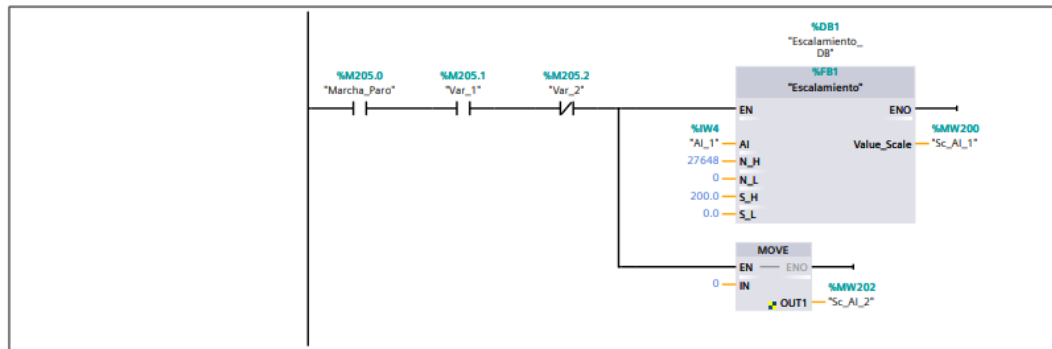 %DB1
"Escalamiento_
DB"
%M205.0
"Marcha_Paro"
%M205.1
"Var_1"
%M205.2
"Var_2"
%FB1
"Escalamiento"
EN
ENO
%IW4
"AI_1"
AI
27648
N_H
0
N_L
200.0
S_H
0.0
S_L
Value_Scale
%MW200
"Sc_AI_1"
MOVE
EN
ENO
0
IN
OUT1
%MW202
"Sc_AI_2"